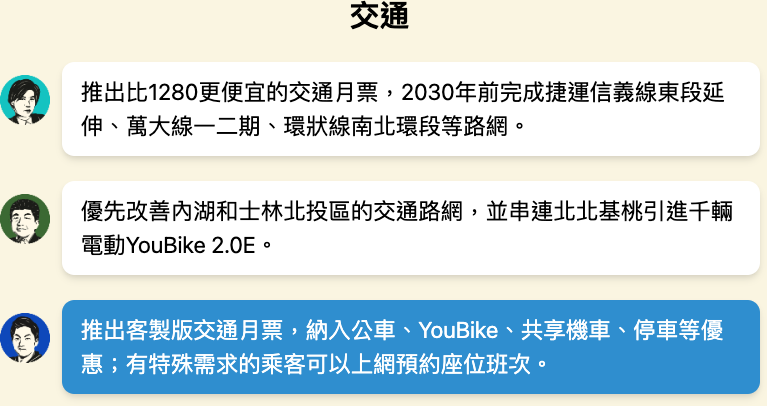 交通
推出比1280更便宜的交通月票，2030年前完成捷運信義線東段延
伸、萬大線一二期、環狀線南北環段等路網。
優先改善內湖和士林北投區的交通路網，並串連北北基桃引進千輛
電動YouBike 2.0E。
推出客製版交通月票，納入公車、YouBike、共享機車、停車等優
惠；有特殊需求的乘客可以上網預約座位班次。